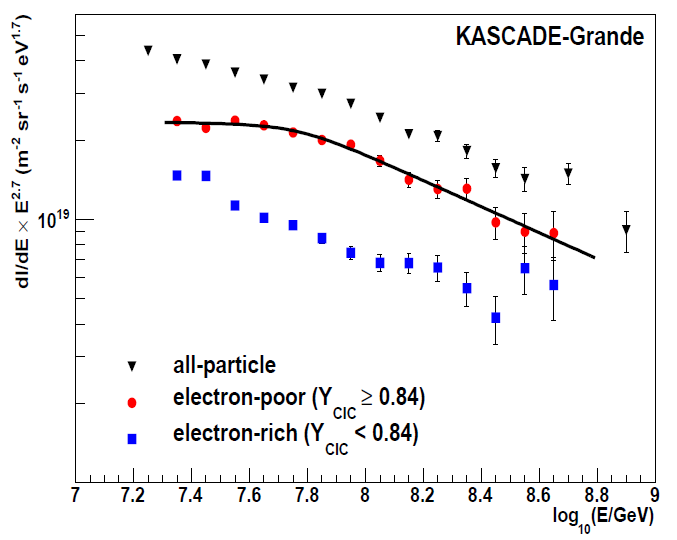 KASCADE-Grande
dI/dE × E^2.7 (m^-2 sr^-1 s^-1 eV^1.7)
10^19
all-particle
electron-poor (Y_CIC ≥ 0.84)
electron-rich (Y_CIC < 0.84)
7 7.2 7.4 7.6 7.8 8 8.2 8.4 8.6 8.8 9
log_10(E/GeV)